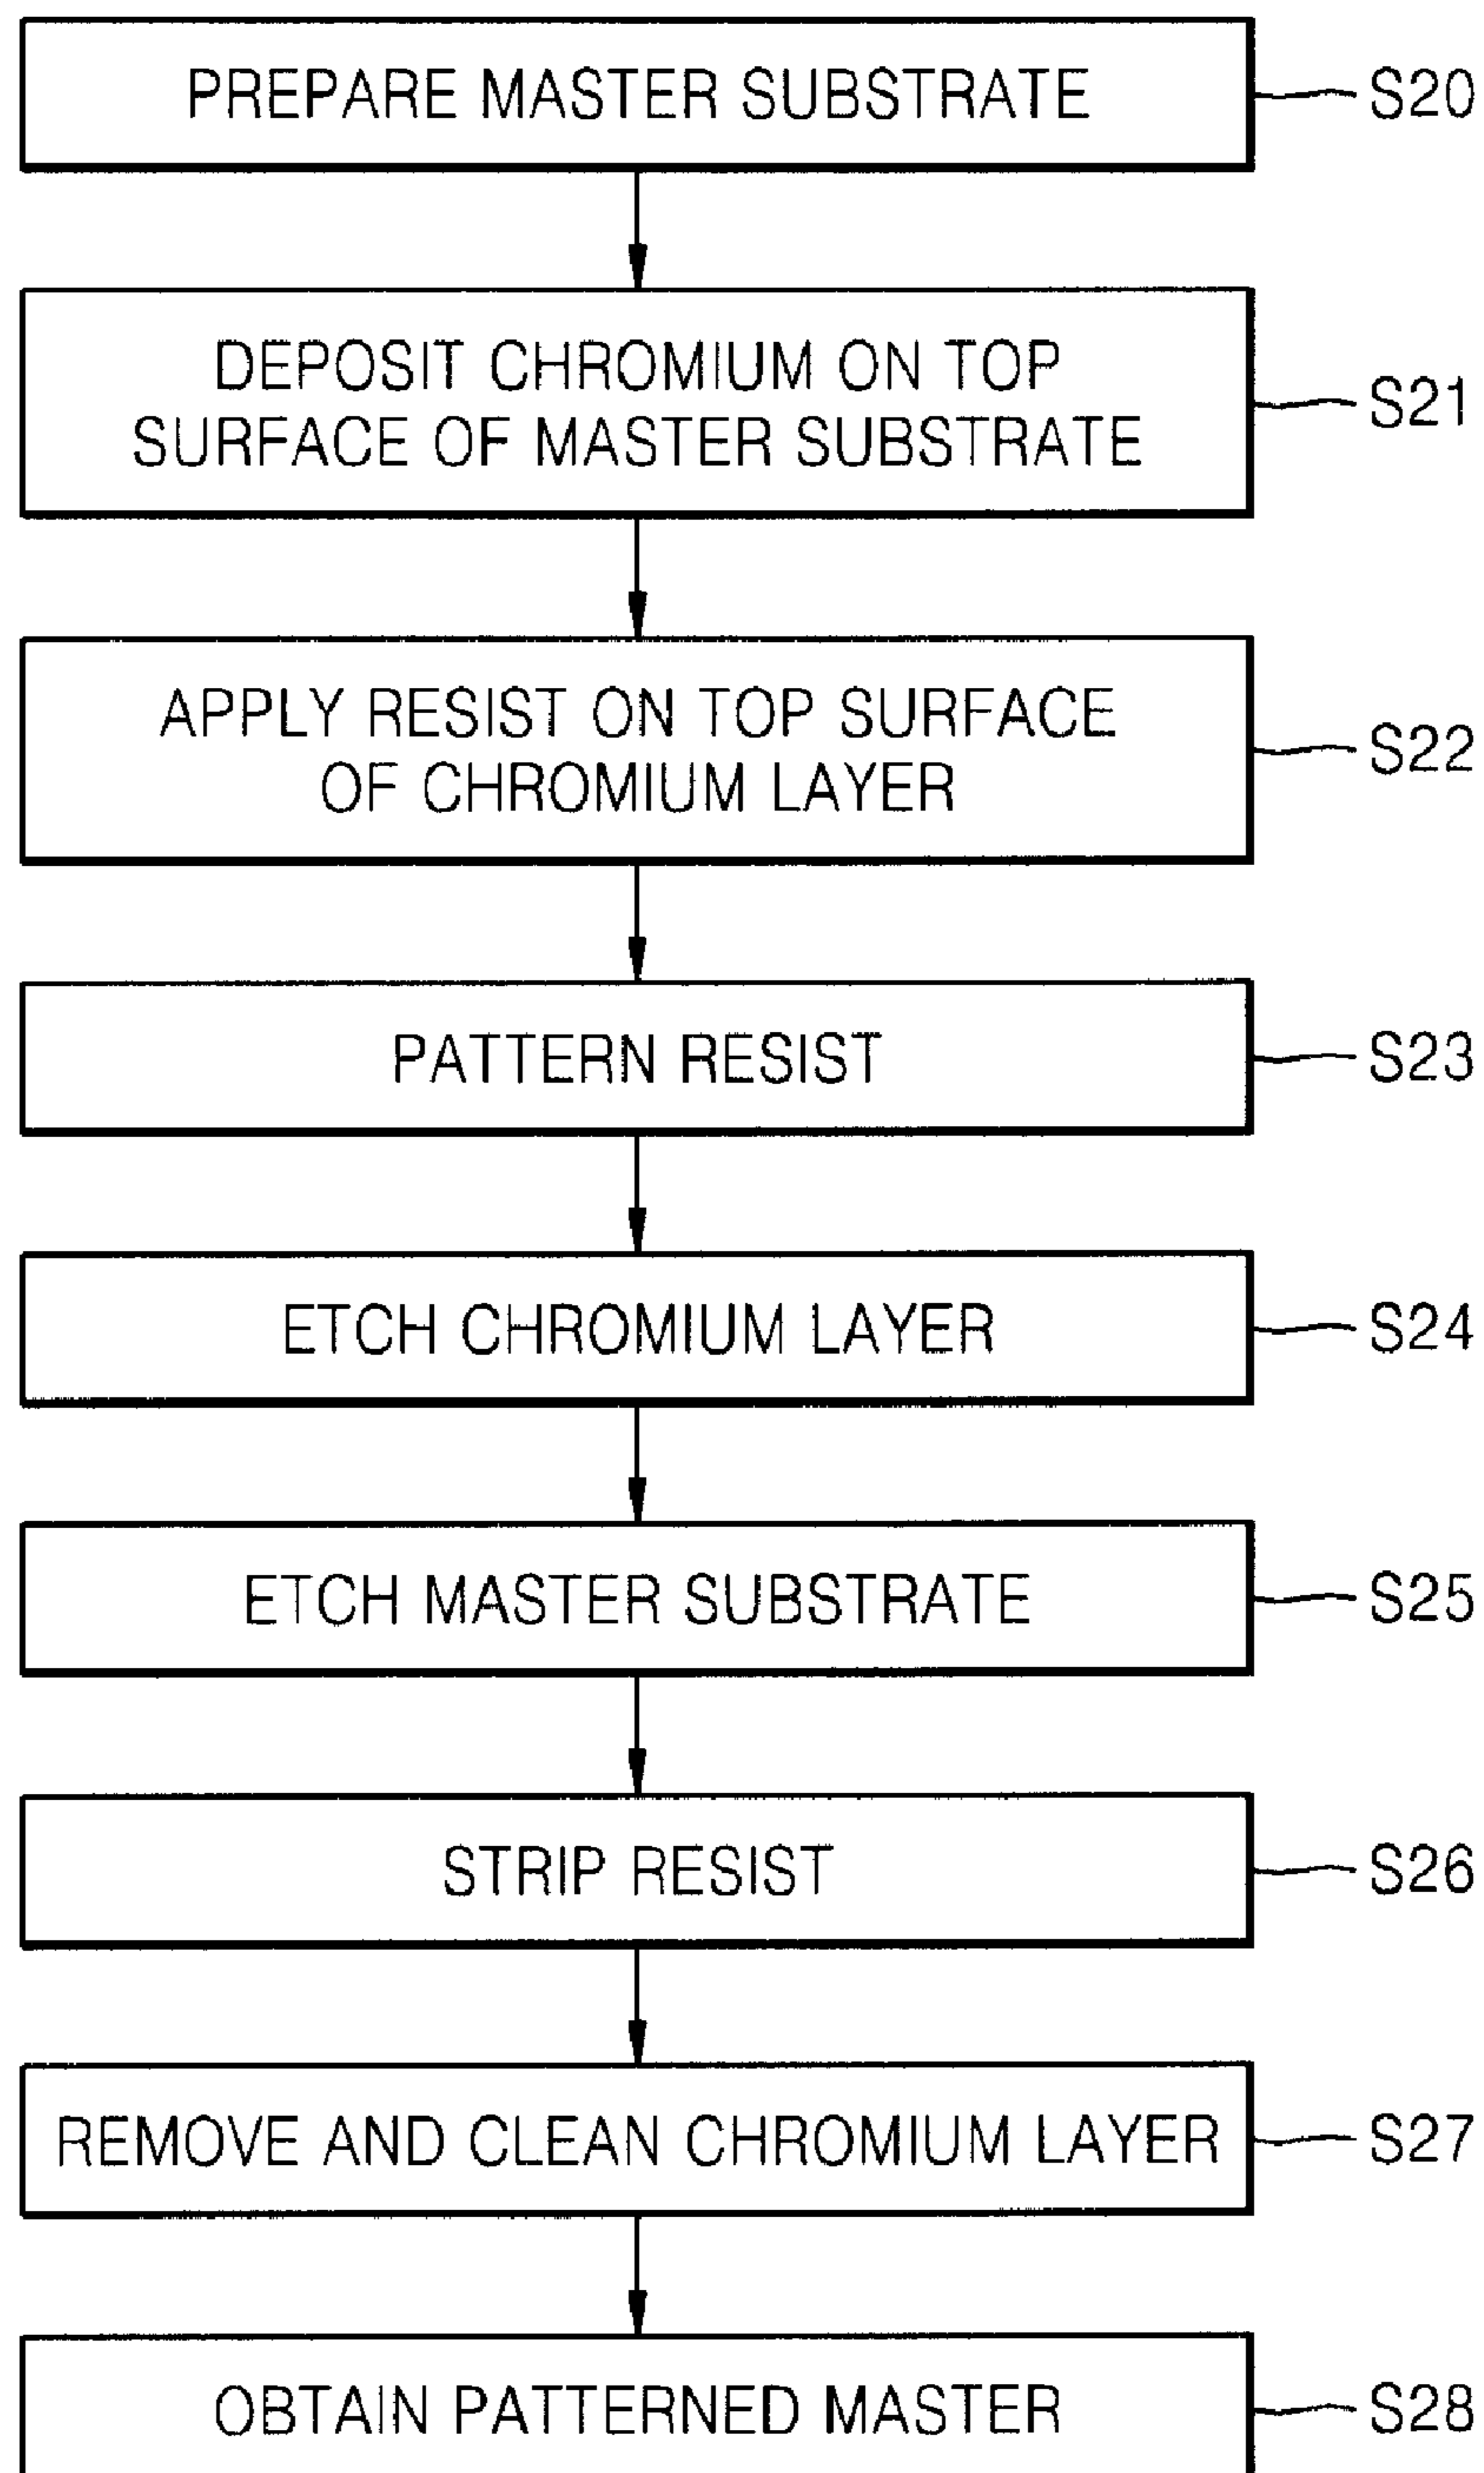 PREPARE MASTER SUBSTRATE
S20
DEPOSIT CHROMIUM ON TOP
SURFACE OF MASTER SUBSTRATE
S21
APPLY RESIST ON TOP SURFACE
OF CHROMIUM LAYER
S22
PATTERN RESIST
S23
ETCH CHROMIUM LAYER
S24
ETCH MASTER SUBSTRATE
S25
STRIP RESIST
S26
REMOVE AND CLEAN CHROMIUM LAYER
S27
OBTAIN PATTERNED MASTER
S28